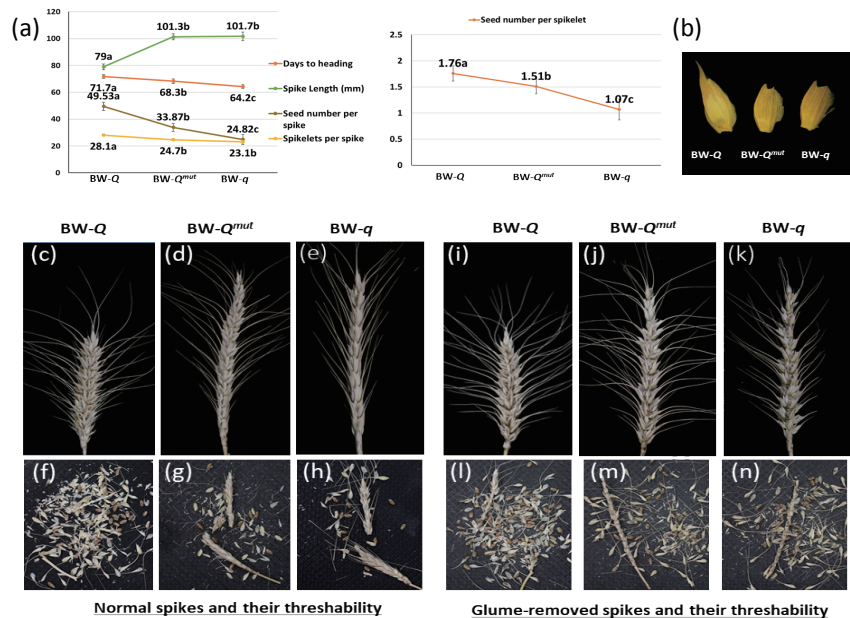 (a)
120
100
80
60
40
20
0
79a
101.3b
101.7b
71.7a
68.3b
64.2c
49.53a
33.87b
24.82c
28.1a
24.7b
23.1b
BW-Q
BW-Qmut
BW-q
Days to heading
Spike Length (mm)
Seed number per
spike
Spikelets per spike
Seed number per spikelet
2.5
2
1.5
1
0.5
0
1.76a
1.51b
1.07c
BW-Q
BW-Qmut
BW-q
(b)
BW-Q
BW-Qmut
BW-q
BW-Q
BW-Qmut
BW-q
BW-Q
BW-Qmut
BW-q
(c)
(d)
(e)
(i)
(j)
(k)
(f)
(g)
(h)
(l)
(m)
(n)
Normal spikes and their threshability
Glume-removed spikes and their threshability